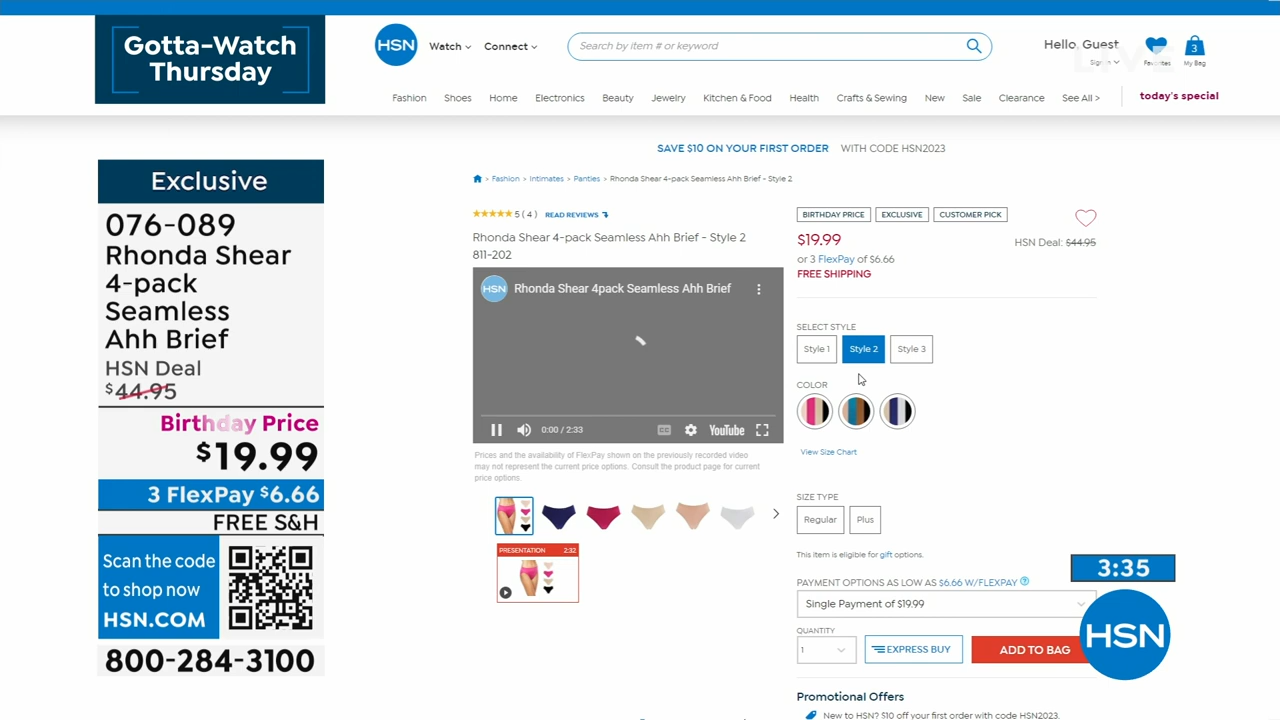 Gotta-Watch
Thursday
HSN
Watch
Connect
Search by item # or keyword
Hello, Guest
Favorites
3
My Bag
Fashion
Shoes
Home
Electronics
Beauty
Jewelry
Kitchen & Food
Health
Crafts & Sewing
New
Sale
Clearance
See All >
today's special
SAVE $10 ON YOUR FIRST ORDER WITH CODE HSN2023
> Fashion > Intimates > Panties > Rhonda Shear 4-pack Seamless Ahh Brief - Style 2
Exclusive
076-089
Rhonda Shear
4-pack
Seamless
Ahh Brief
HSN Deal
$44.95
Birthday Price
$19.99
3 FlexPay $6.66
FREE S&H
Scan the code
to shop now
HSN.COM
800-284-3100
5 ( 4 ) READ REVIEWS
Rhonda Shear 4-pack Seamless Ahh Brief - Style 2
811-202
HSN
Rhonda Shear 4pack Seamless Ahh Brief
0:00 / 2:33
CC
YouTube
Prices and the availability of FlexPay shown on the previously recorded video
may not represent the current price options. Consult the product page for current
price options.
PRESENTATION 2:32
BIRTHDAY PRICE
EXCLUSIVE
CUSTOMER PICK
$19.99
HSN Deal: $44.95
or 3 FlexPay of $6.66
FREE SHIPPING
SELECT STYLE
Style 1
Style 2
Style 3
COLOR
View Size Chart
SIZE TYPE
Regular
Plus
This item is eligible for gift options.
3:35
PAYMENT OPTIONS AS LOW AS $6.66 W/FLEXPAY
Single Payment of $19.99
QUANTITY
1
EXPRESS BUY
ADD TO BAG
HSN
Promotional Offers
New to HSN? $10 off your first order with code HSN2023.